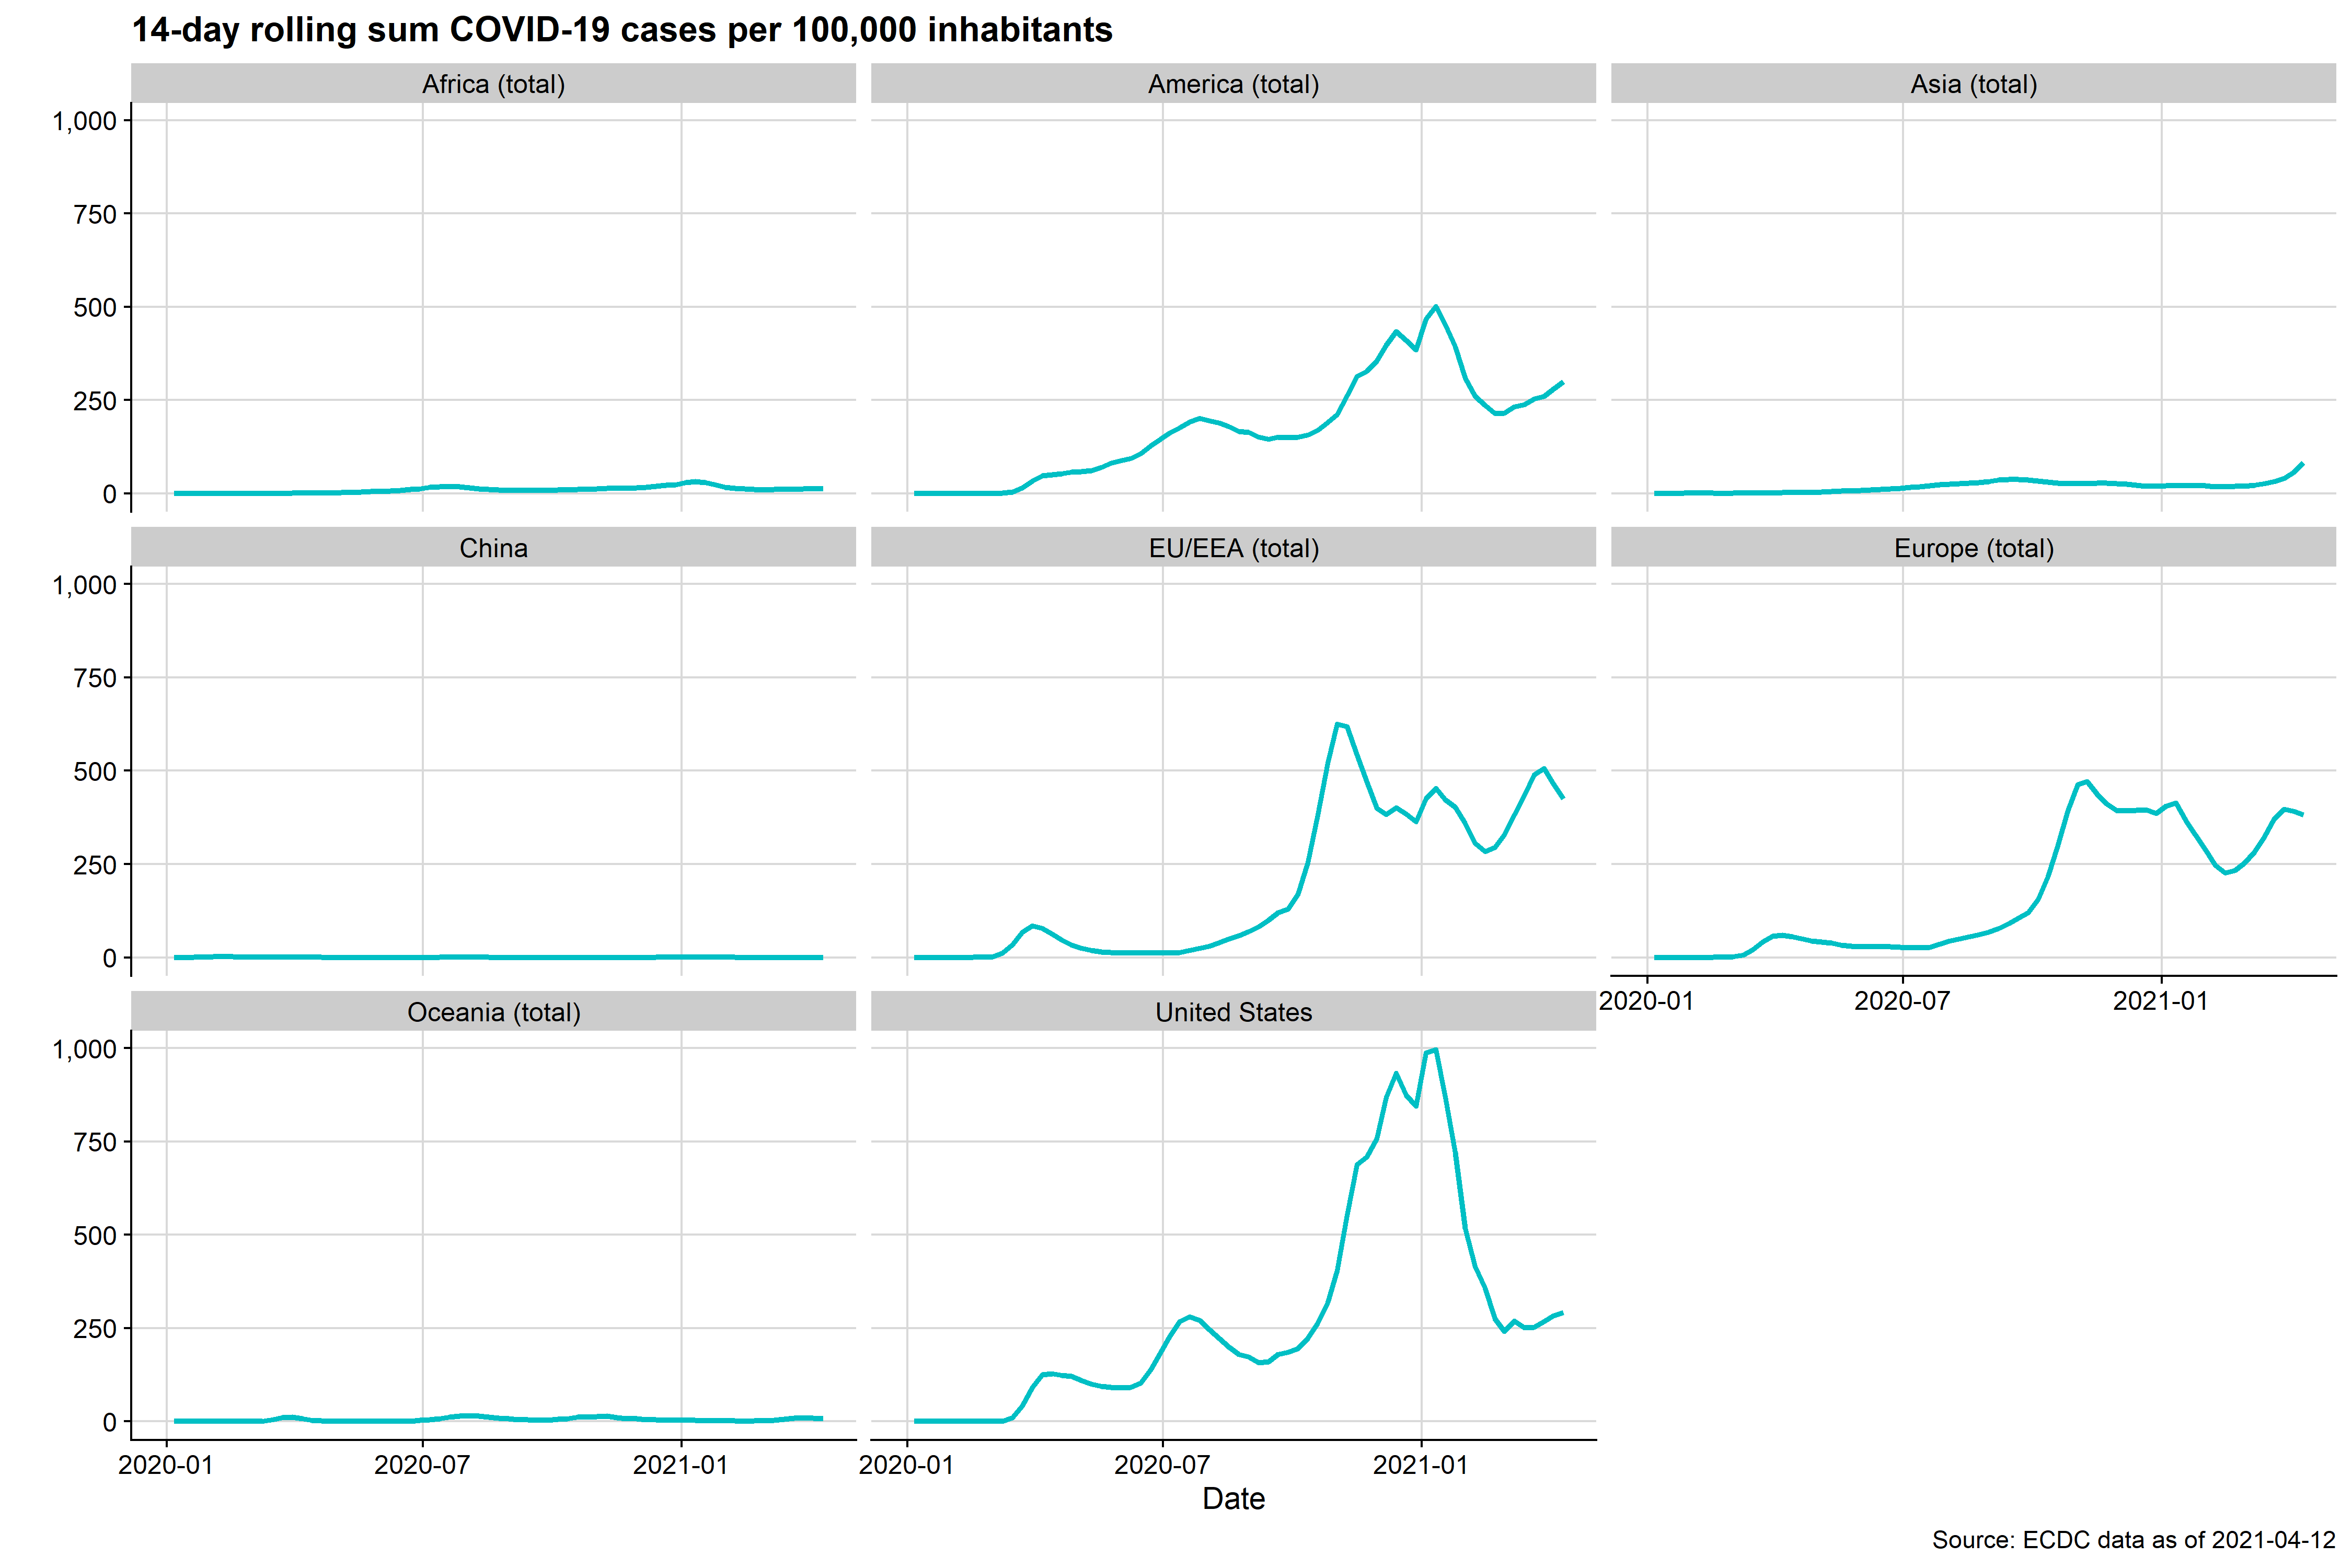 14-day rolling sum COVID-19 cases per 100,000 inhabitants
Africa (total) America (total) Asia (total)
1,000
750
500
250
0
China EU/EEA (total) Europe (total)
1,000
750
500
250
0
2020-01 2020-07 2021-01
Oceania (total) United States
1,000
750
500
250
0
2020-01 2020-07 2021-01 2020-01 2020-07 2021-01
Date
Source: ECDC data as of 2021-04-12